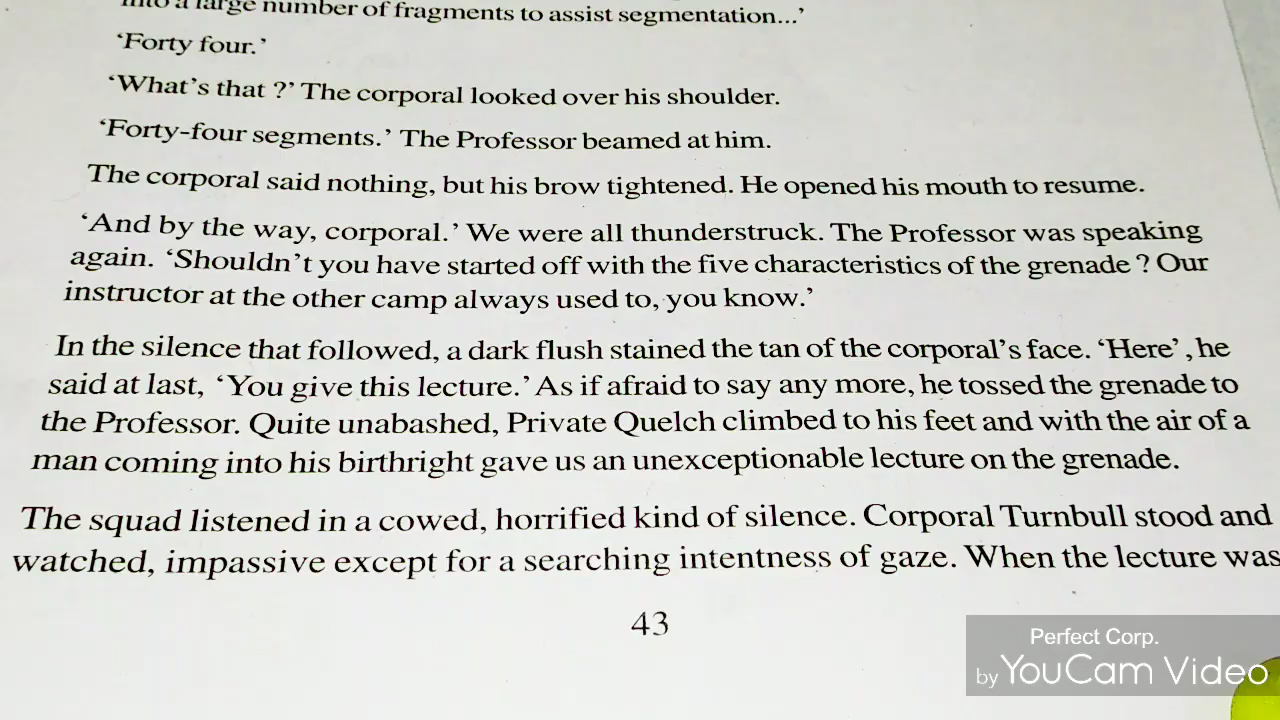 into a large number of fragments to assist segmentation...’
‘Forty four.’
‘What’s that ?’ The corporal looked over his shoulder.
‘Forty-four segments.’ The Professor beamed at him.
The corporal said nothing, but his brow tightened. He opened his mouth to resume.
‘And by the way, corporal.’ We were all thunderstruck. The Professor was speaking
again. ‘Shouldn’t you have started off with the five characteristics of the grenade ? Our
instructor at the other camp always used to, you know.’
In the silence that followed, a dark flush stained the tan of the corporal’s face. ‘Here’, he
said at last, ‘You give this lecture.’ As if afraid to say any more, he tossed the grenade to
the Professor. Quite unabashed, Private Quelch climbed to his feet and with the air of a
man coming into his birthright gave us an unexceptionable lecture on the grenade.
The squad listened in a cowed, horrified kind of silence. Corporal Turnbull stood and
watched, impassive except for a searching intentness of gaze. When the lecture was
43
Perfect Corp.
by YouCam Video